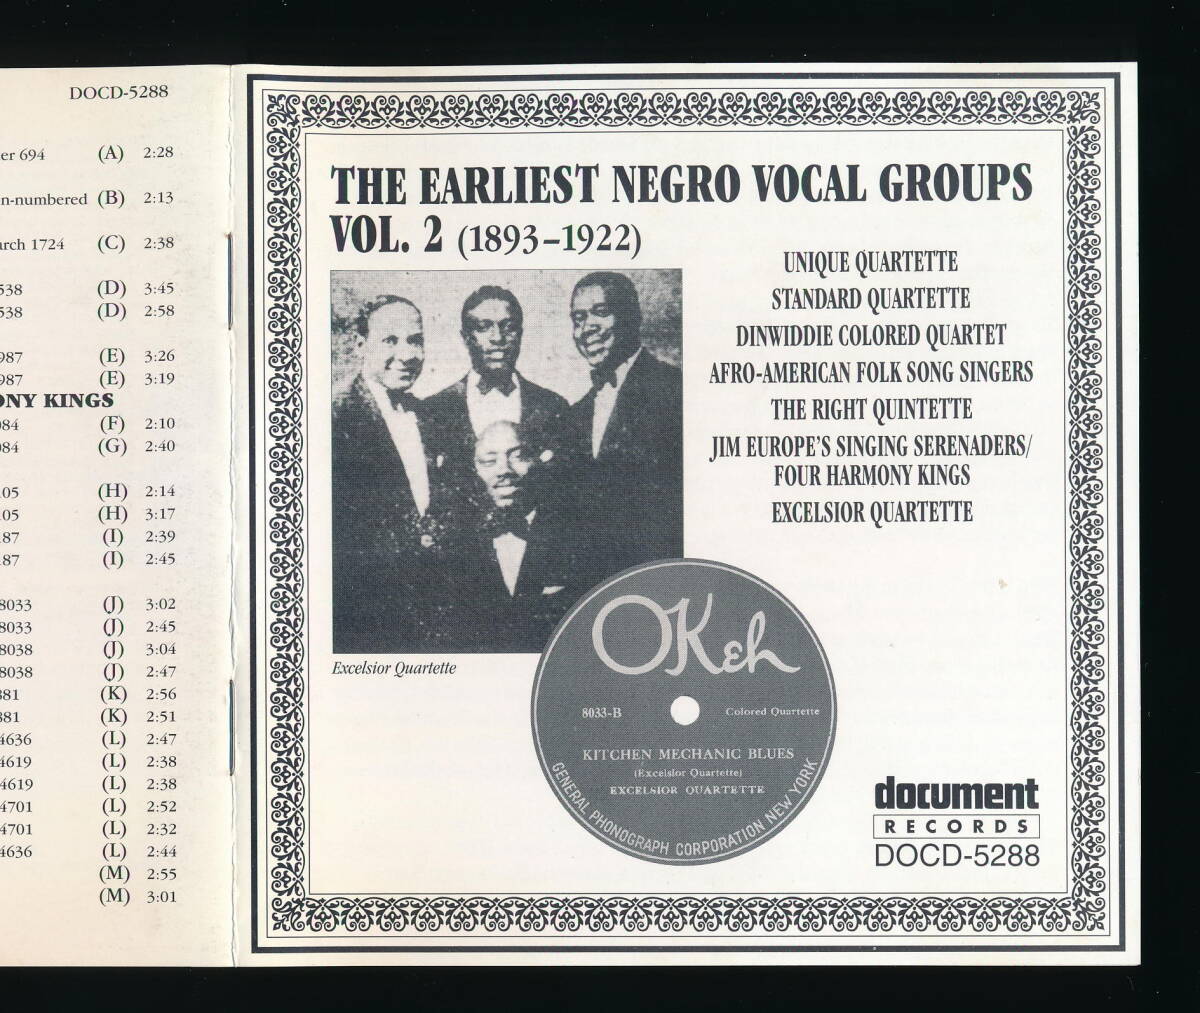 DOCD-5288
er 694 (A) 2:28
n-numbered (B) 2:13
arch 1724 (C) 2:38
538 (D) 3:45
538 (D) 2:58
987 (E) 3:26
987 (E) 3:19
ONY KINGS
084 (F) 2:10
084 (G) 2:40
105 (H) 2:14
105 (H) 3:17
187 (I) 2:39
187 (I) 2:45
8033 (J) 3:02
8033 (J) 2:45
8038 (J) 3:04
8038 (J) 2:47
881 (K) 2:56
881 (K) 2:51
4636 (L) 2:47
4619 (L) 2:38
4619 (L) 2:38
4701 (L) 2:52
4701 (L) 2:32
4636 (L) 2:44
(M) 2:55
(M) 3:01
THE EARLIEST NEGRO VOCAL GROUPS
VOL. 2 (1893–1922)
UNIQUE QUARTETTE
STANDARD QUARTETTE
DINWIDDIE COLORED QUARTET
AFRO-AMERICAN FOLK SONG SINGERS
THE RIGHT QUINTETTE
JIM EUROPE'S SINGING SERENADERS/
FOUR HARMONY KINGS
EXCELSIOR QUARTETTE
Excelsior Quartette
OKeh
8033-B Colored Quartette
KITCHEN MECHANIC BLUES
(Excelsior Quartette)
EXCELSIOR QUARTETTE
GENERAL PHONOGRAPH CORPORATION NEW YORK
document
RECORDS
DOCD-5288